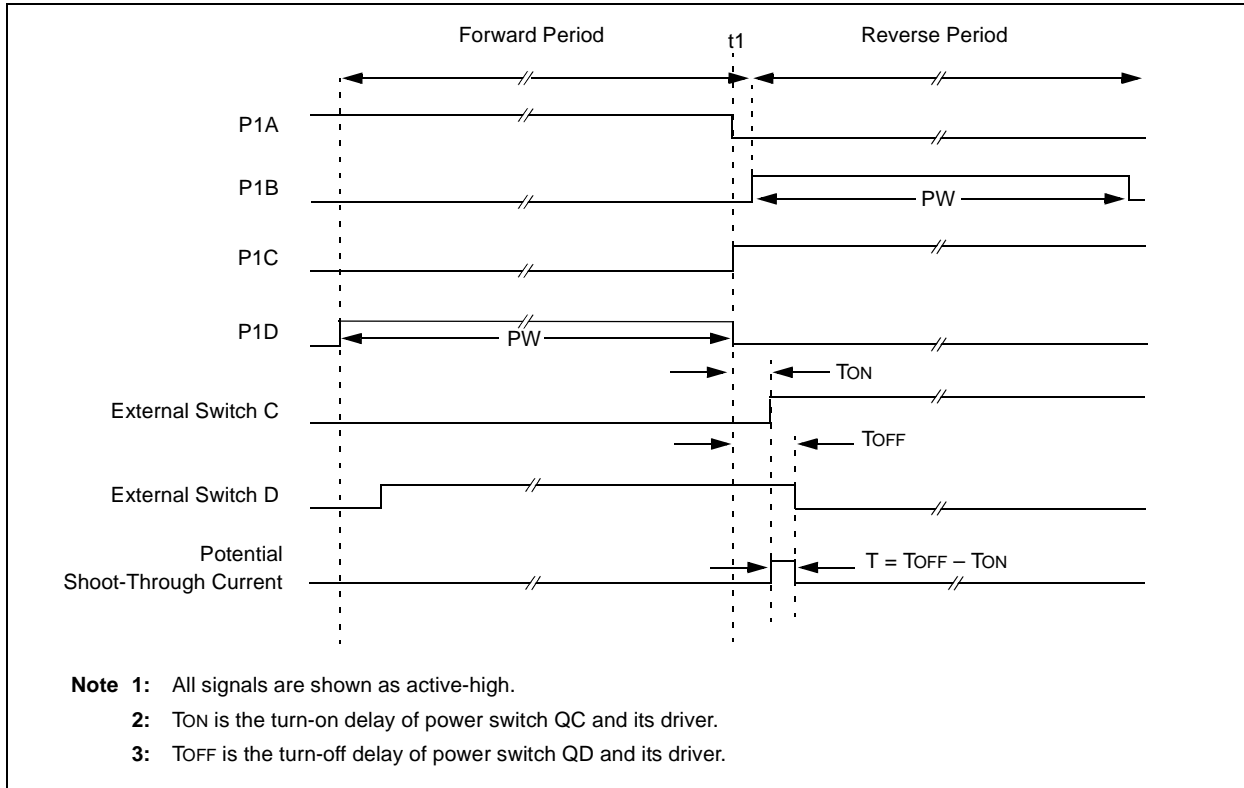 Forward Period
t1
Reverse Period
P1A
P1B
PW
P1C
P1D
PW
TON
External Switch C
TOFF
External Switch D
Potential
Shoot-Through Current
T = TOFF – TON
Note 1: All signals are shown as active-high.
2: TON is the turn-on delay of power switch QC and its driver.
3: TOFF is the turn-off delay of power switch QD and its driver.